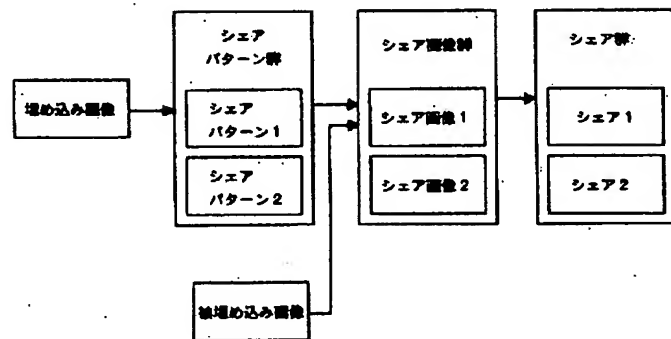 シェア
パターン群
シェア画像群
シェア群
埋め込み画像
シェア
パターン1
シェア画像1
シェア1
シェア
パターン2
シェア画像2
シェア2
被埋め込み画像